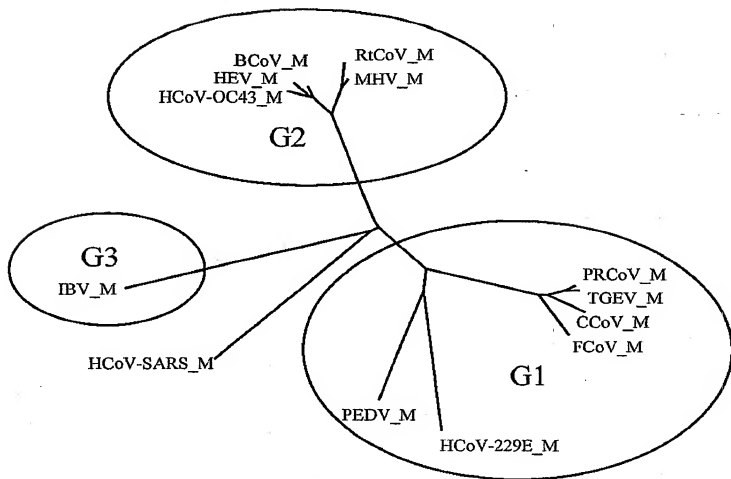 BCoV_M
RtCoV_M
HEV_M
MHV_M
HCoV-OC43_M
G2
G3
IBV_M
PRCoV_M
TGEV_M
CCoV_M
FCoV_M
HCoV-SARS_M
G1
PEDV_M
HCoV-229E_M